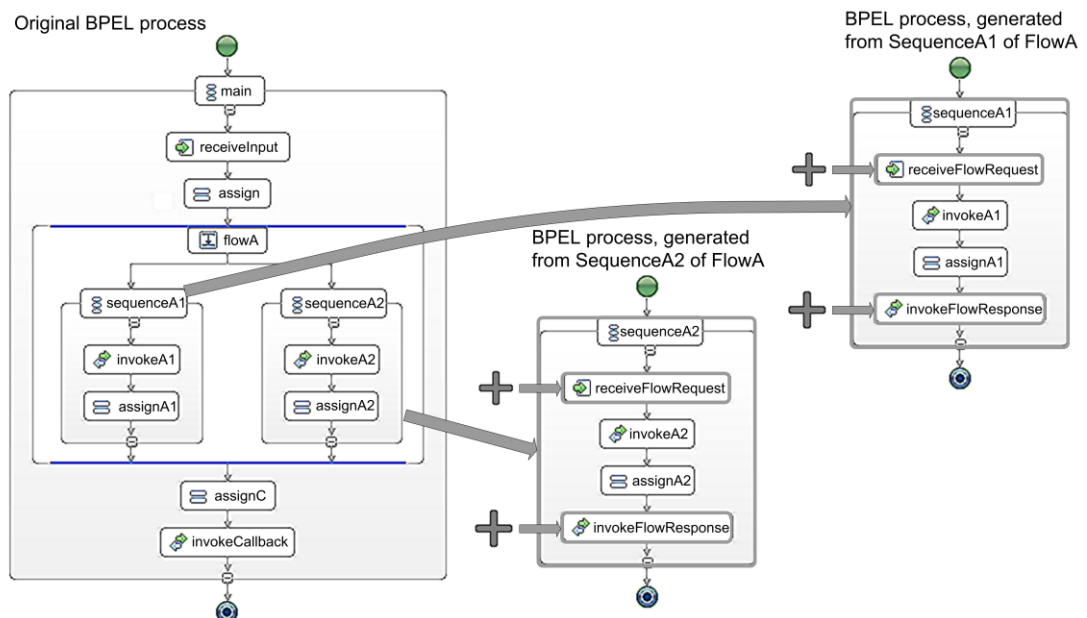 Original BPEL process
main
receiveInput
assign
flowA
sequenceA1
sequenceA2
invokeA1
invokeA2
assignA1
assignA2
assignC
invokeCallback
BPEL process, generated
from SequenceA2 of FlowA
sequenceA2
receiveFlowRequest
invokeA2
assignA2
invokeFlowResponse
BPEL process, generated
from SequenceA1 of FlowA
sequenceA1
receiveFlowRequest
invokeA1
assignA1
invokeFlowResponse